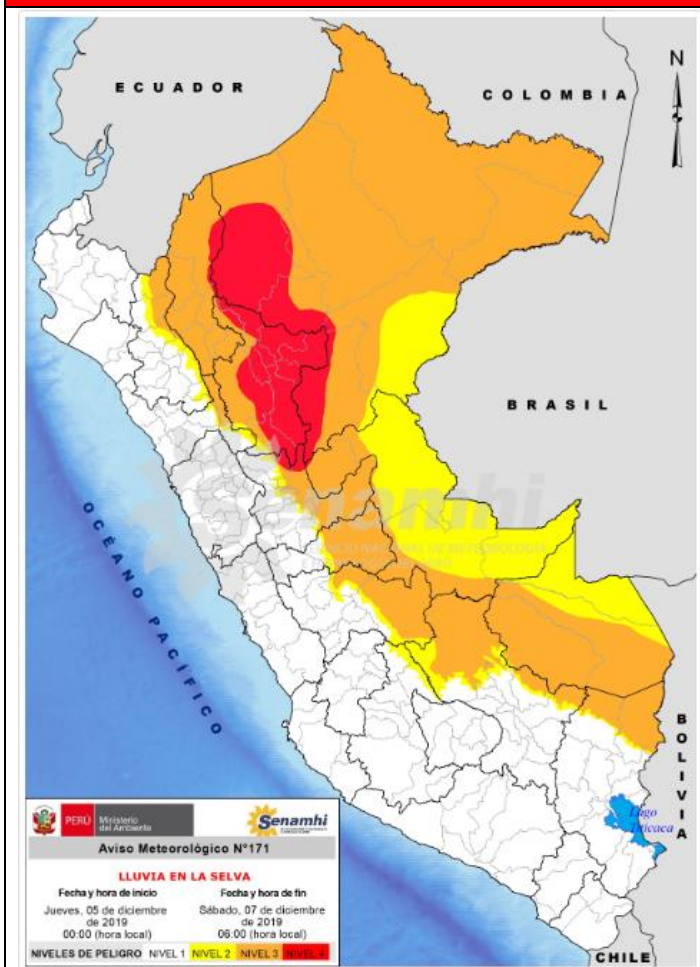 ECUADOR
COLOMBIA
N
BRASIL
Senamhi
OCÉANO PACÍFICO
BOLIVIA
Lago
Titicaca
CHILE
PERÚ Ministerio
del Ambiente
Senamhi
Aviso Meteorológico N°171
LLUVIA EN LA SELVA
Fecha y hora de inicio Fecha y hora de fin
Jueves, 05 de diciembre Sábado, 07 de diciembre
de 2019 de 2019
00:00 (hora local) 06:00 (hora local)
NIVELES DE PELIGRO NIVEL 1 NIVEL 2 NIVEL 3 NIVEL 4